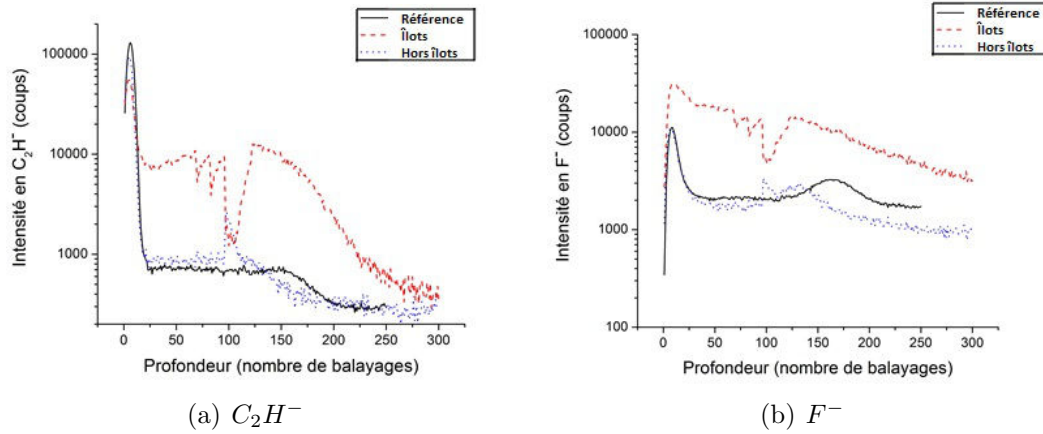 Référence
Îlots
Hors îlots
100000
10000
1000
Intensité en C₂H⁻ (coups)
0 50 100 150 200 250 300
Profondeur (nombre de balayages)
(a) C₂H⁻
Référence
Îlots
Hors îlots
100000
10000
1000
100
Intensité en F⁻ (coups)
0 50 100 150 200 250 300
Profondeur (nombre de balayages)
(b) F⁻